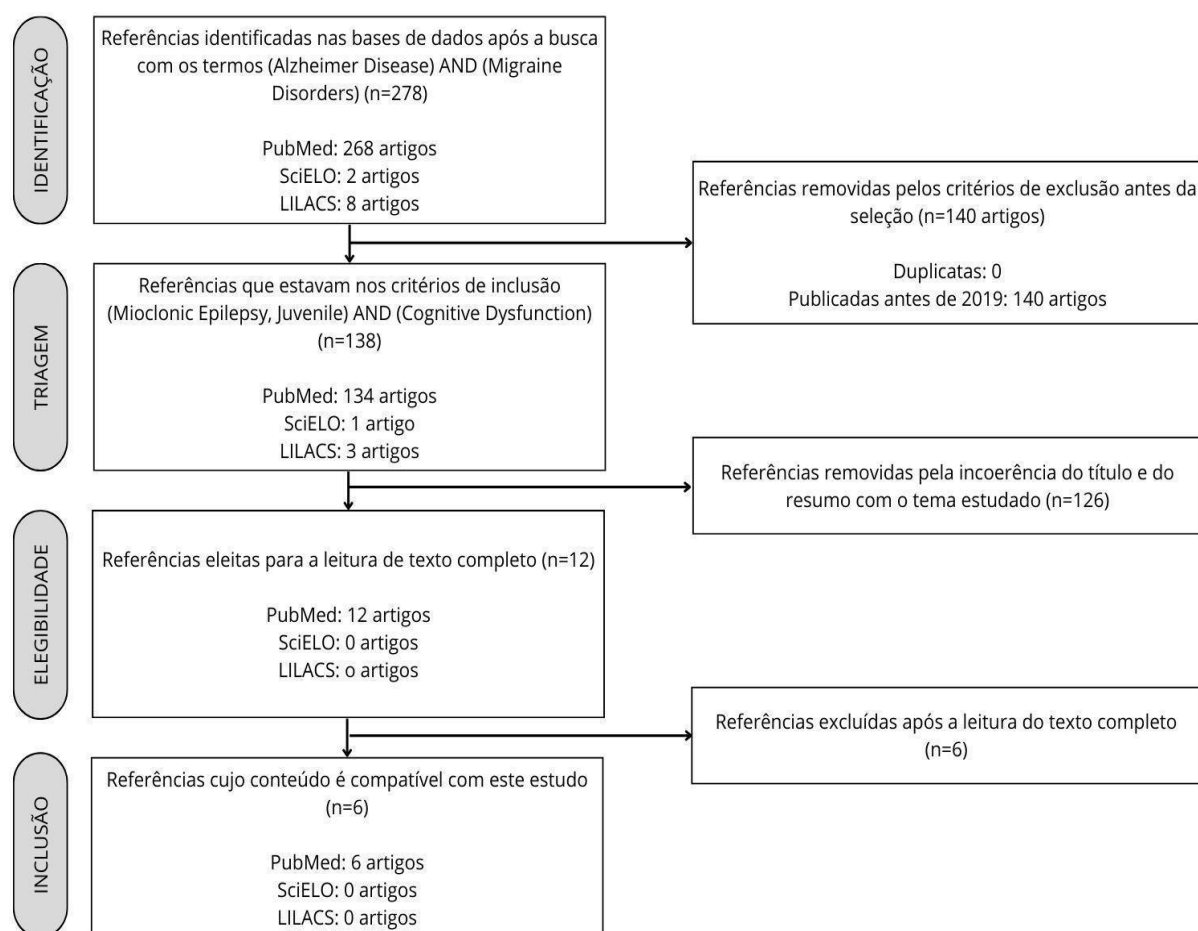 IDENTIFICAÇÃO
Referências identificadas nas bases de dados após a busca
com os termos (Alzheimer Disease) AND (Migraine
Disorders) (n=278)
PubMed: 268 artigos
SciELO: 2 artigos
LILACS: 8 artigos
Referências removidas pelos critérios de exclusão antes da
seleção (n=140 artigos)
Duplicatas: 0
Publicadas antes de 2019: 140 artigos
TRIAGEM
Referências que estavam nos critérios de inclusão
(Mioclonic Epilepsy, Juvenile) AND (Cognitive Dysfunction)
(n=138)
PubMed: 134 artigos
SciELO: 1 artigo
LILACS: 3 artigos
Referências removidas pela incoerência do título e do
resumo com o tema estudado (n=126)
ELEGIBILIDADE
Referências eleitas para a leitura de texto completo (n=12)
PubMed: 12 artigos
SciELO: 0 artigos
LILACS: o artigos
Referências excluídas após a leitura do texto completo
(n=6)
INCLUSÃO
Referências cujo conteúdo é compatível com este estudo
(n=6)
PubMed: 6 artigos
SciELO: 0 artigos
LILACS: 0 artigos